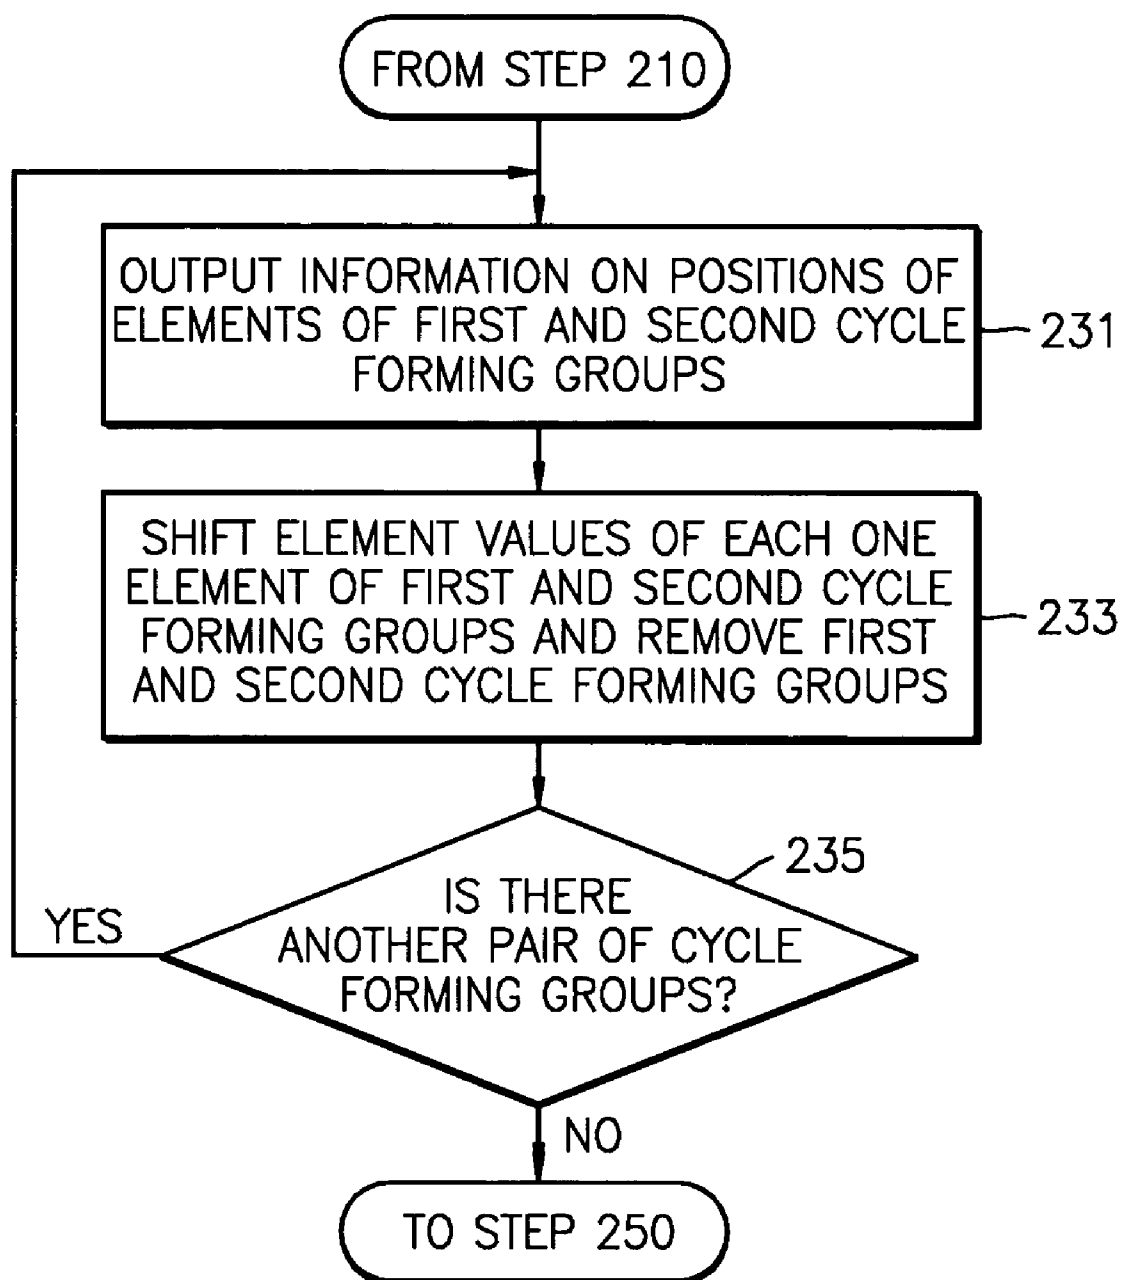 FROM STEP 210
OUTPUT INFORMATION ON POSITIONS OF
ELEMENTS OF FIRST AND SECOND CYCLE
FORMING GROUPS
231
SHIFT ELEMENT VALUES OF EACH ONE
ELEMENT OF FIRST AND SECOND CYCLE
FORMING GROUPS AND REMOVE FIRST
AND SECOND CYCLE FORMING GROUPS
233
235
IS THERE
ANOTHER PAIR OF CYCLE
FORMING GROUPS?
YES
NO
TO STEP 250